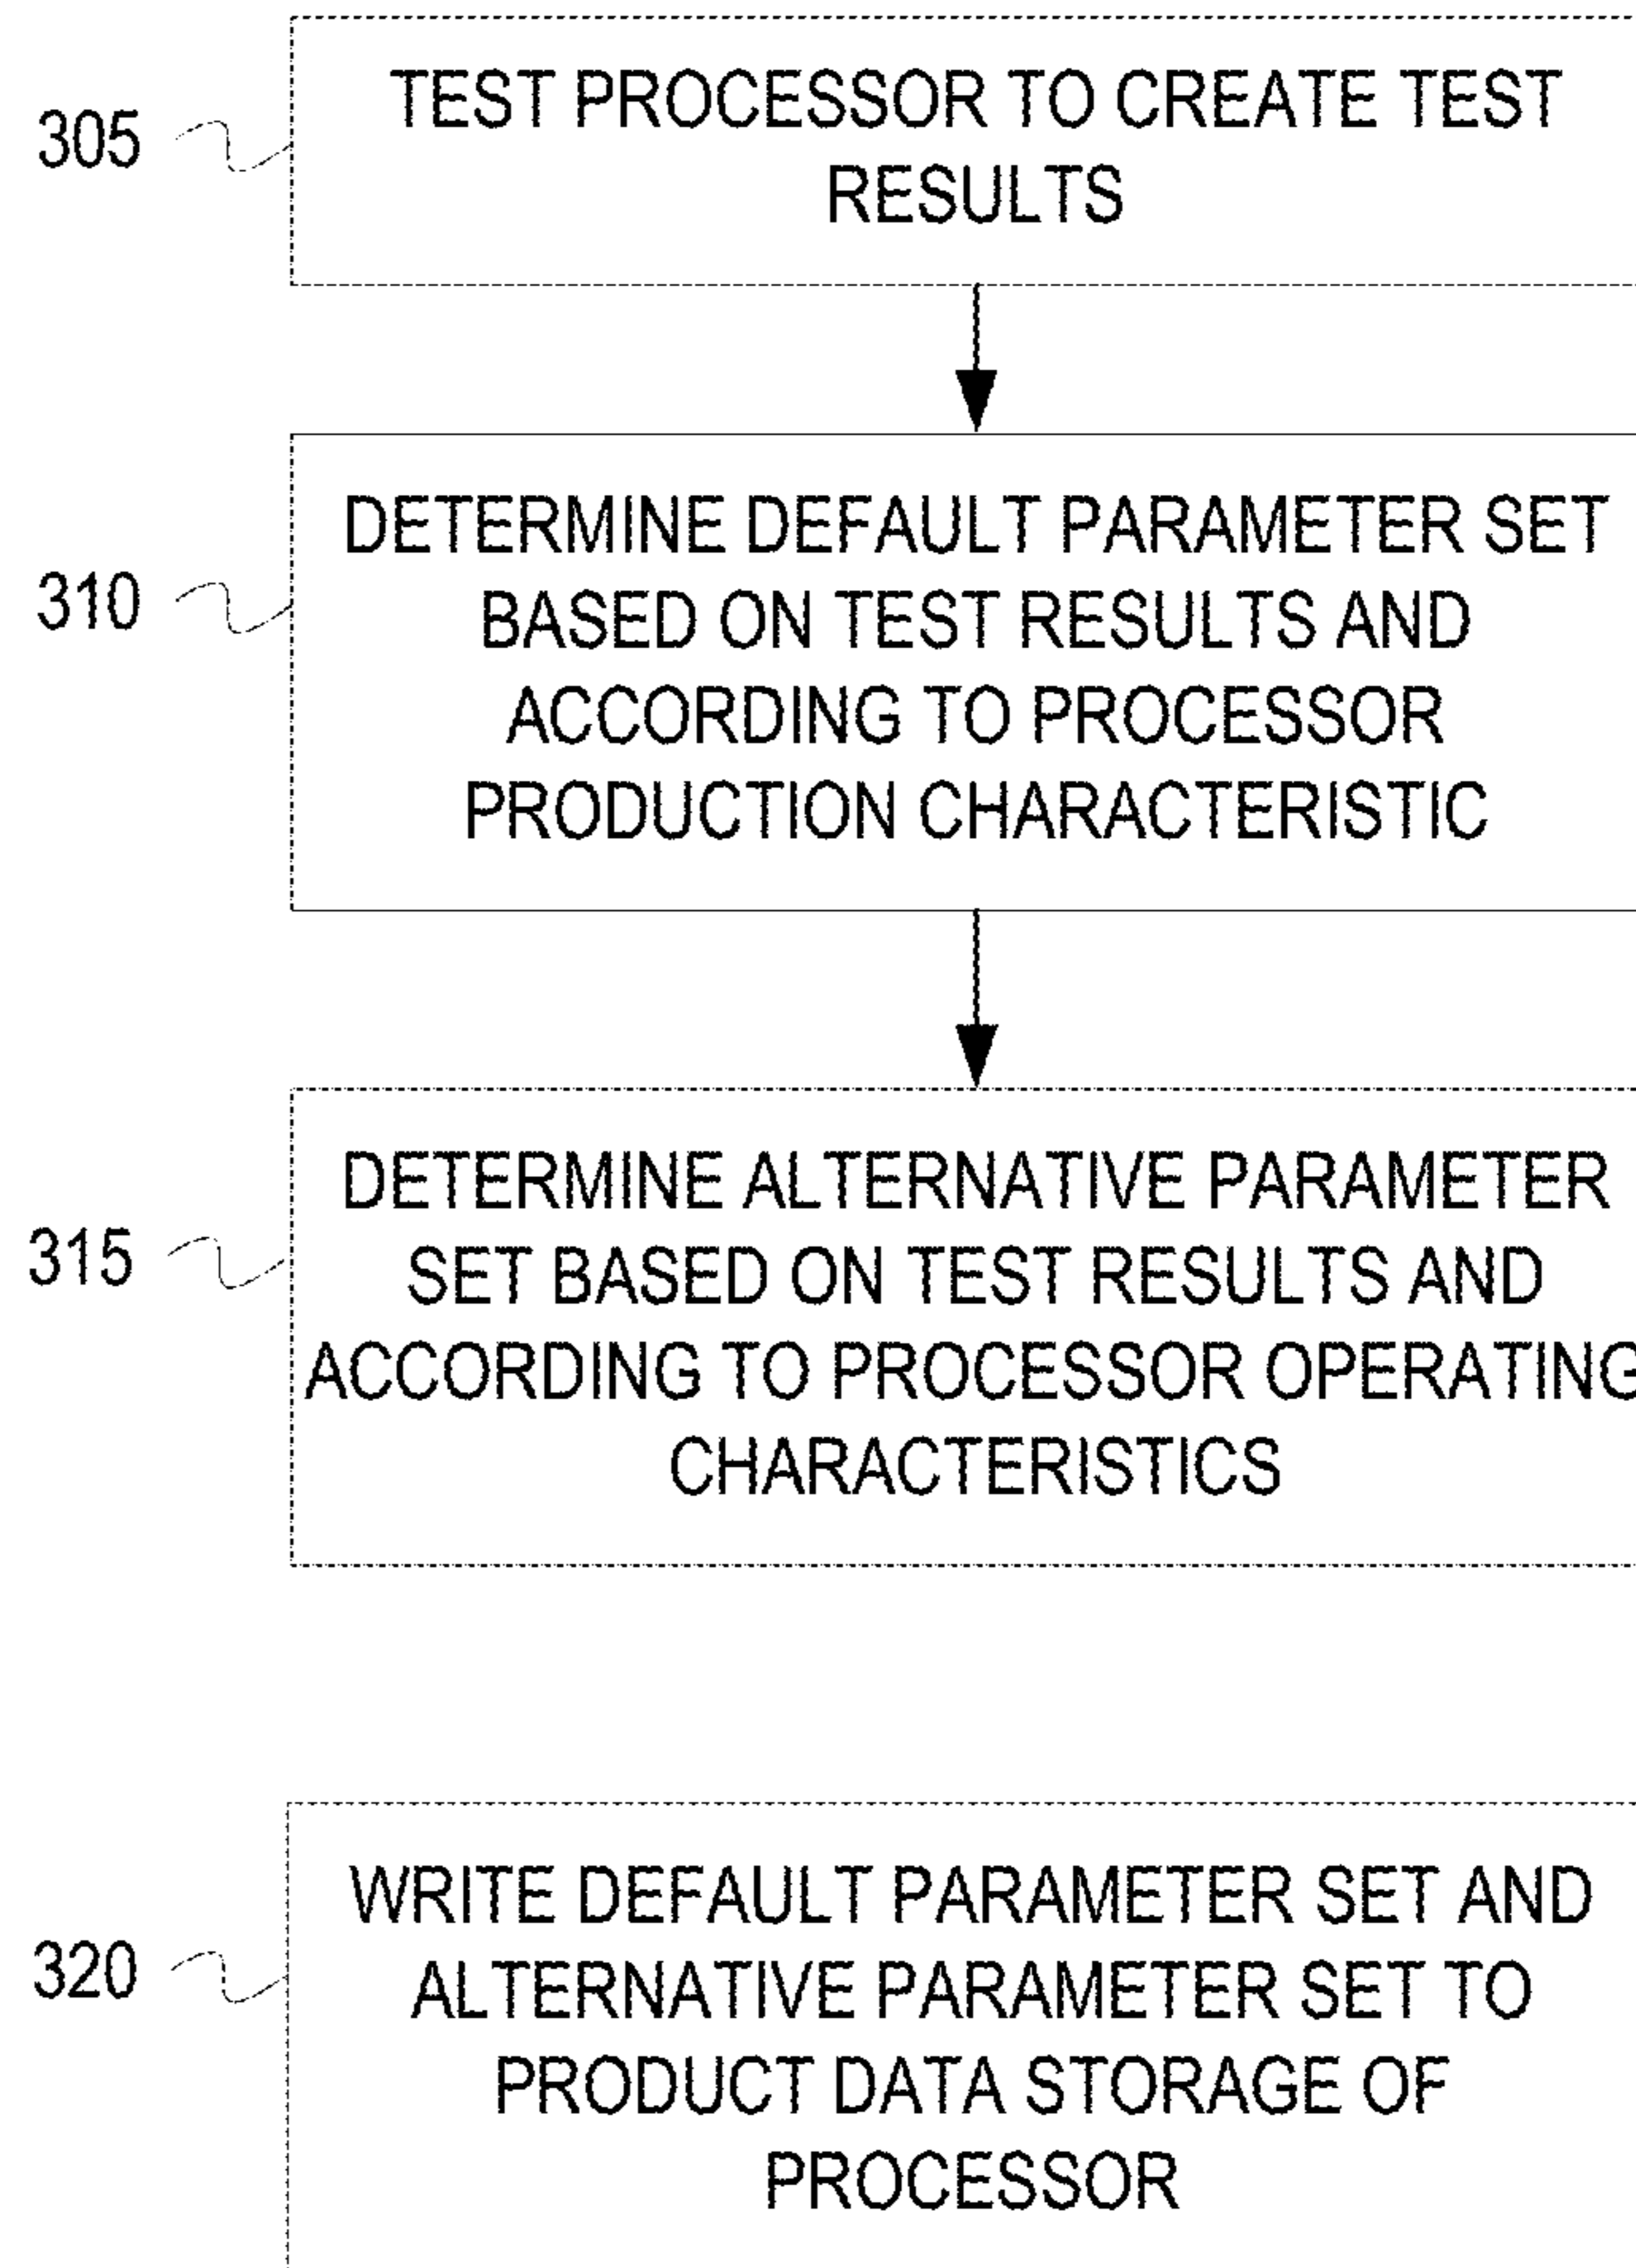 305
TEST PROCESSOR TO CREATE TEST
RESULTS
310
DETERMINE DEFAULT PARAMETER SET
BASED ON TEST RESULTS AND
ACCORDING TO PROCESSOR
PRODUCTION CHARACTERISTIC
315
DETERMINE ALTERNATIVE PARAMETER
SET BASED ON TEST RESULTS AND
ACCORDING TO PROCESSOR OPERATING
CHARACTERISTICS
320
WRITE DEFAULT PARAMETER SET AND
ALTERNATIVE PARAMETER SET TO
PRODUCT DATA STORAGE OF
PROCESSOR